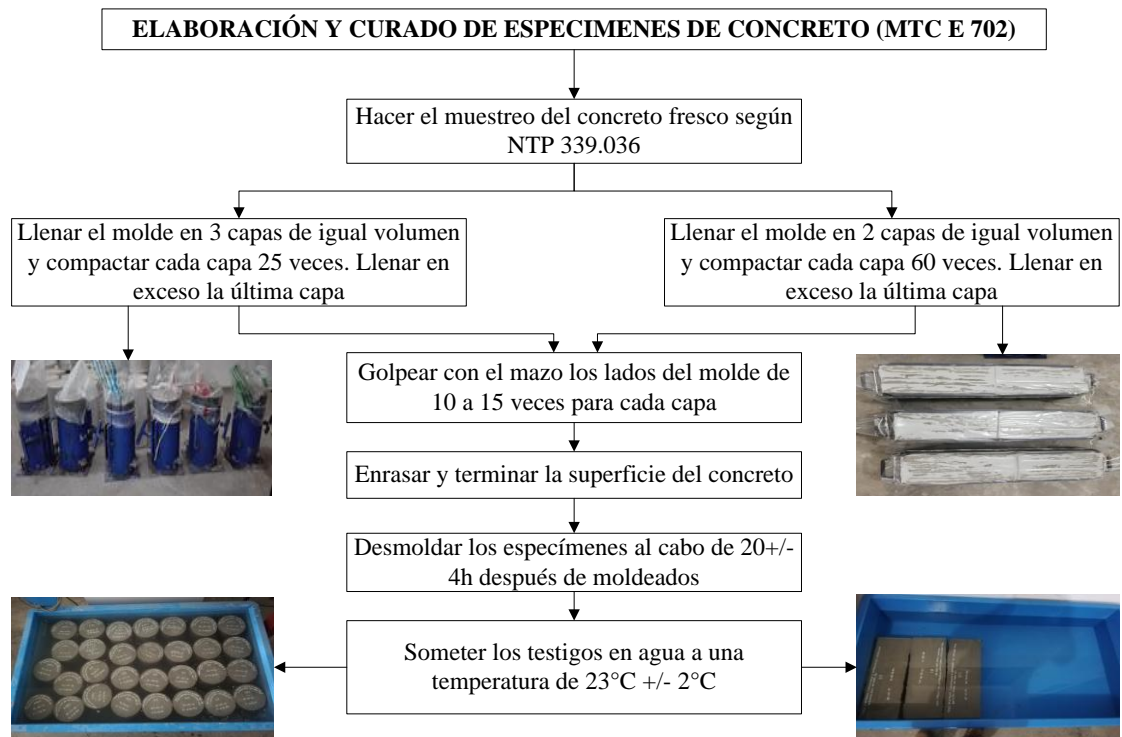 ELABORACIÓN Y CURADO DE ESPECIMENES DE CONCRETO (MTC E 702)
Hacer el muestreo del concreto fresco según
NTP 339.036
Llenar el molde en 3 capas de igual volumen
y compactar cada capa 25 veces. Llenar en
exceso la última capa
Llenar el molde en 2 capas de igual volumen
y compactar cada capa 60 veces. Llenar en
exceso la última capa
Golpear con el mazo los lados del molde de
10 a 15 veces para cada capa
Enrasar y terminar la superficie del concreto
Desmoldar los especímenes al cabo de 20+/-
4h después de moldeados
Someter los testigos en agua a una
temperatura de 23°C +/- 2°C